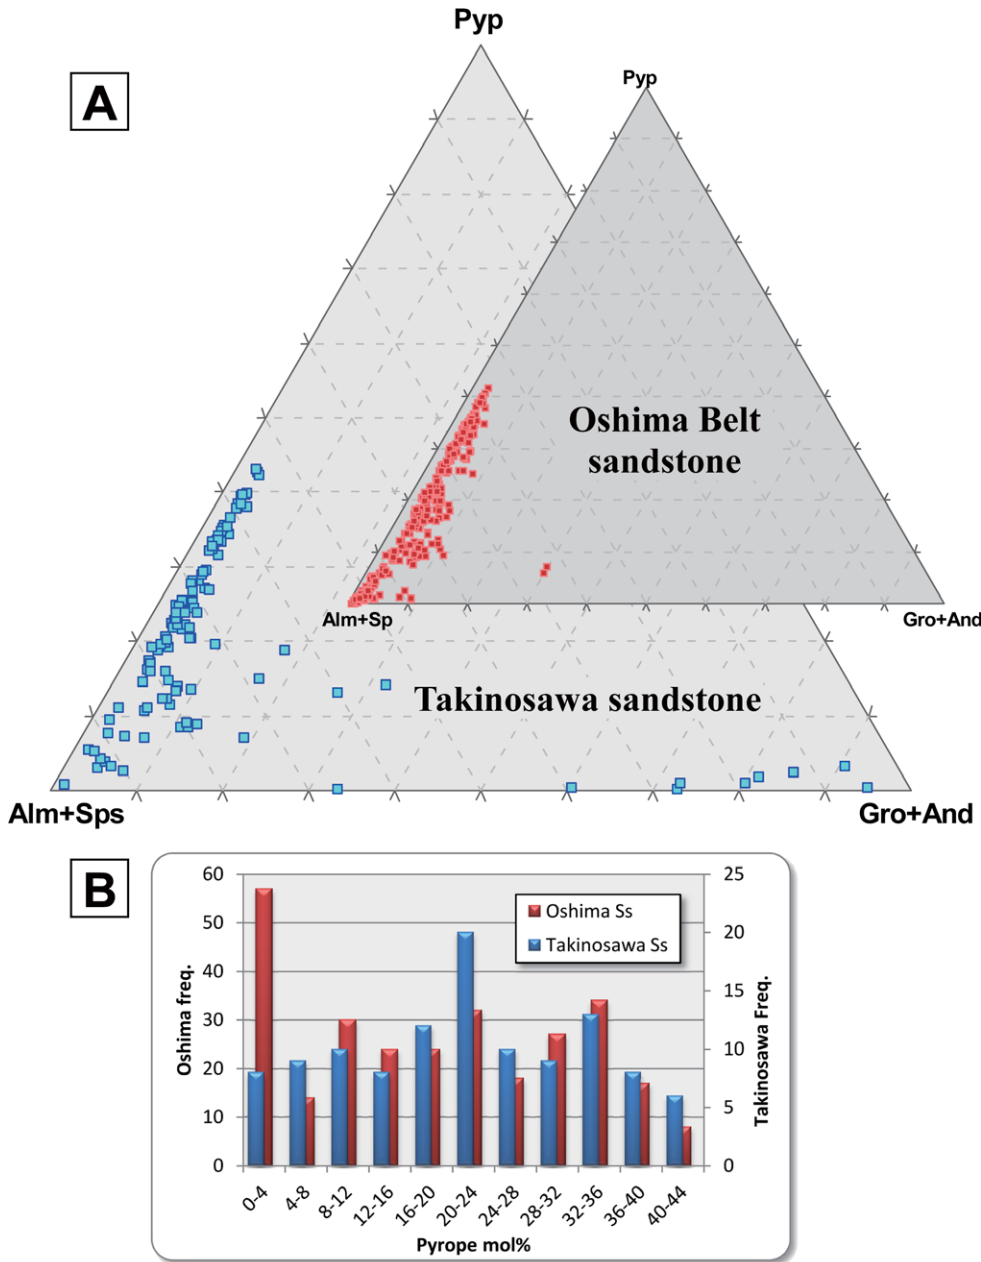 Pyp
A
Pyp
Oshima Belt
sandstone
Alm+Sp
Gro+And
Takinosawa sandstone
Alm+Sps
Gro+And
B
60
50
40
30
20
10
0
Oshima freq.
25
20
15
10
5
0
Takinosawa Freq.
Oshima Ss
Takinosawa Ss
0-4
4-8
8-12
12-16
16-20
20-24
24-28
28-32
32-36
36-40
40-44
Pyrope mol%